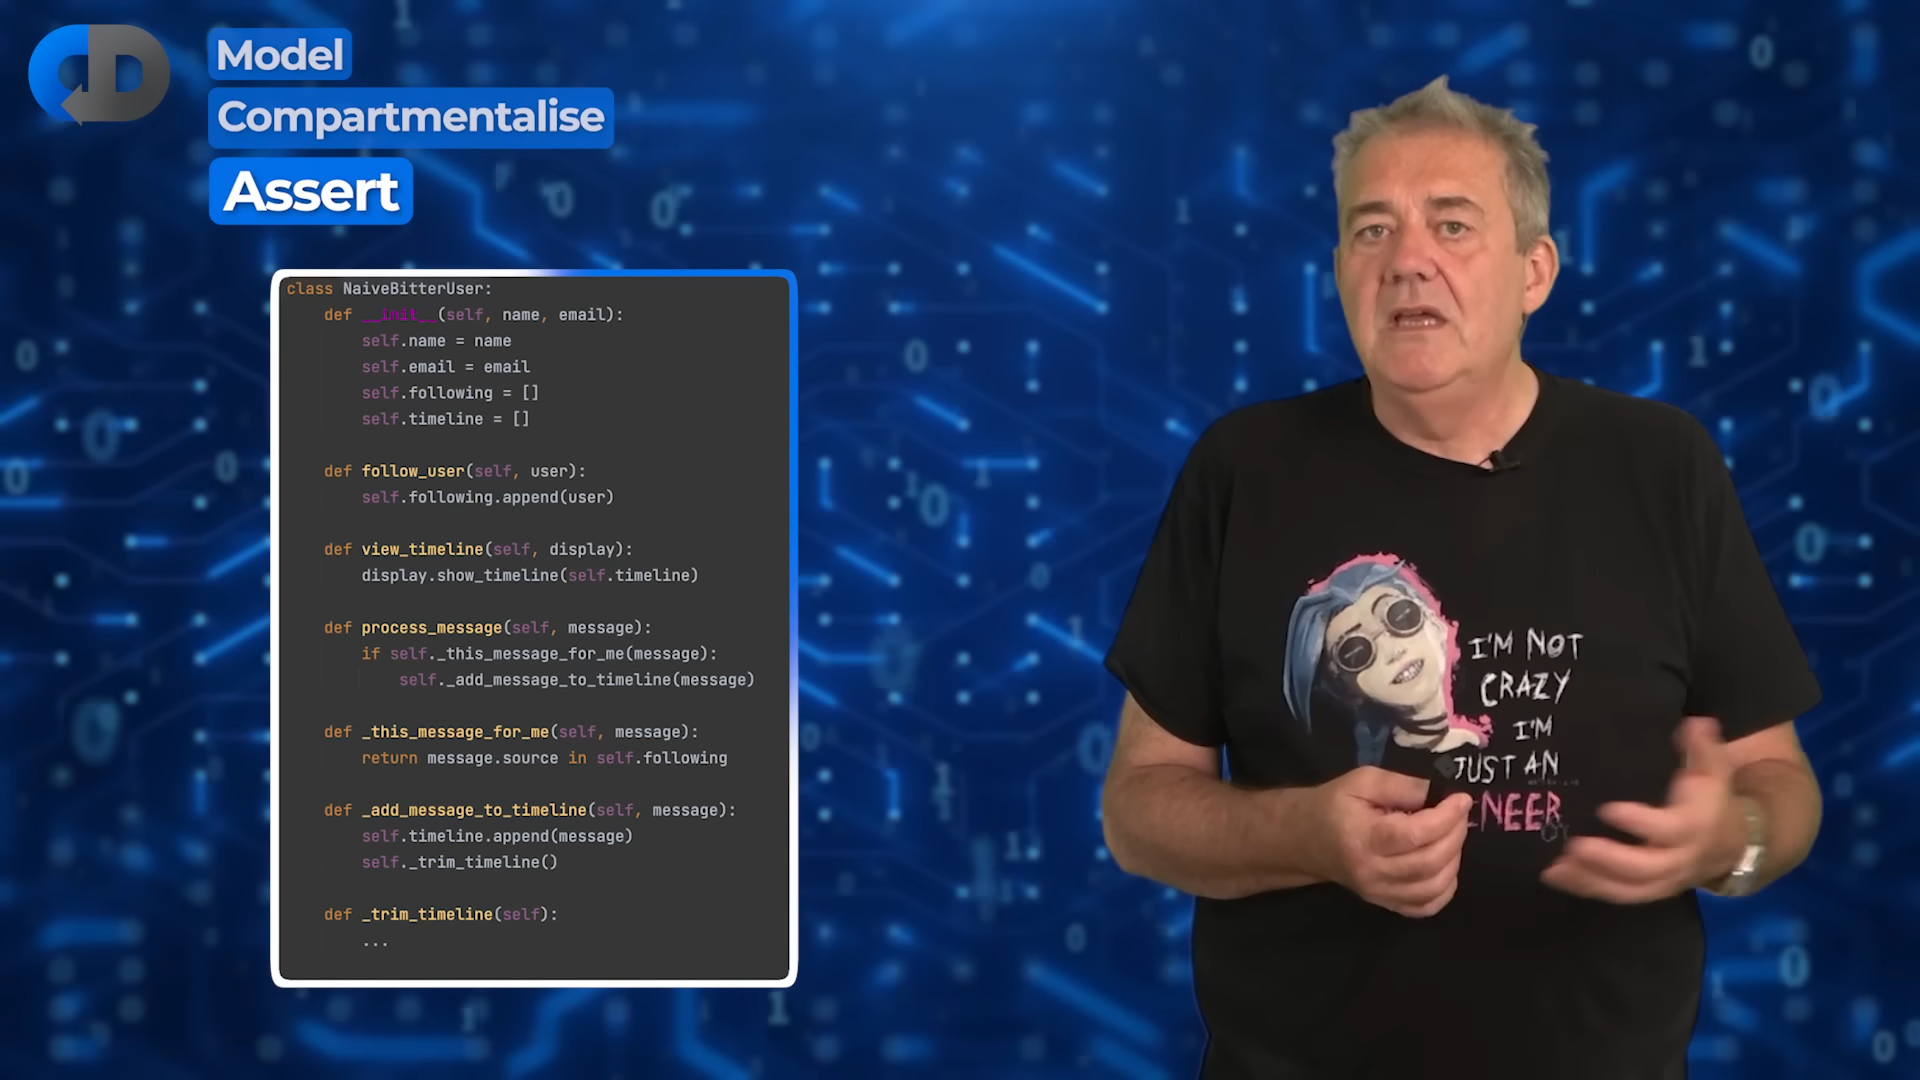 Model
Compartmentalise
Assert
class NaiveBitterUser:
def __init__(self, name, email):
self.name = name
self.email = email
self.following = []
self.timeline = []
def follow_user(self, user):
self.following.append(user)
def view_timeline(self, display):
display.show_timeline(self.timeline)
def process_message(self, message):
if self._this_message_for_me(message):
self._add_message_to_timeline(message)
def _this_message_for_me(self, message):
return message.source in self.following
def _add_message_to_timeline(self, message):
self.timeline.append(message)
self._trim_timeline()
def _trim_timeline(self):
...
I'M NOT
CRAZY
I'M
JUST AN